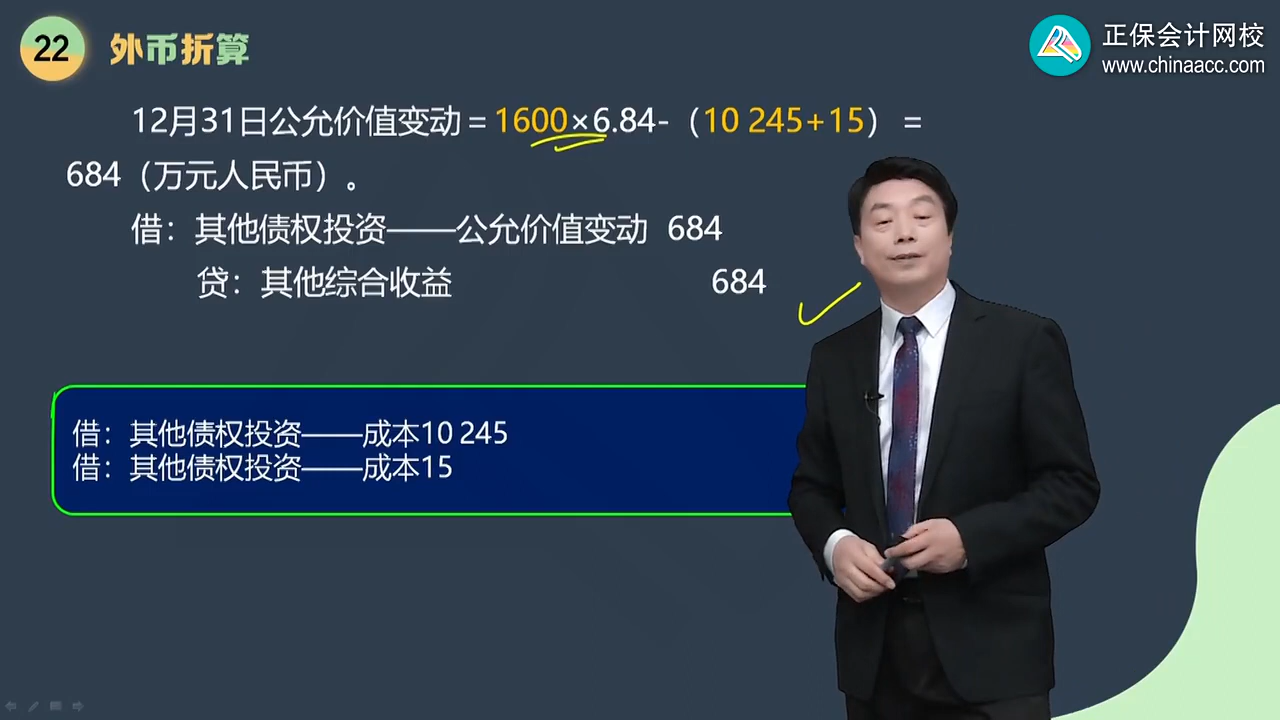 22
外币折算
正保会计网校
www.chinaacc.com
12月31日公允价值变动=1600×6.84-（10 245+15）=
684（万元人民币）。
借：其他债权投资——公允价值变动 684
贷：其他综合收益 684
借：其他债权投资——成本10 245
借：其他债权投资——成本15